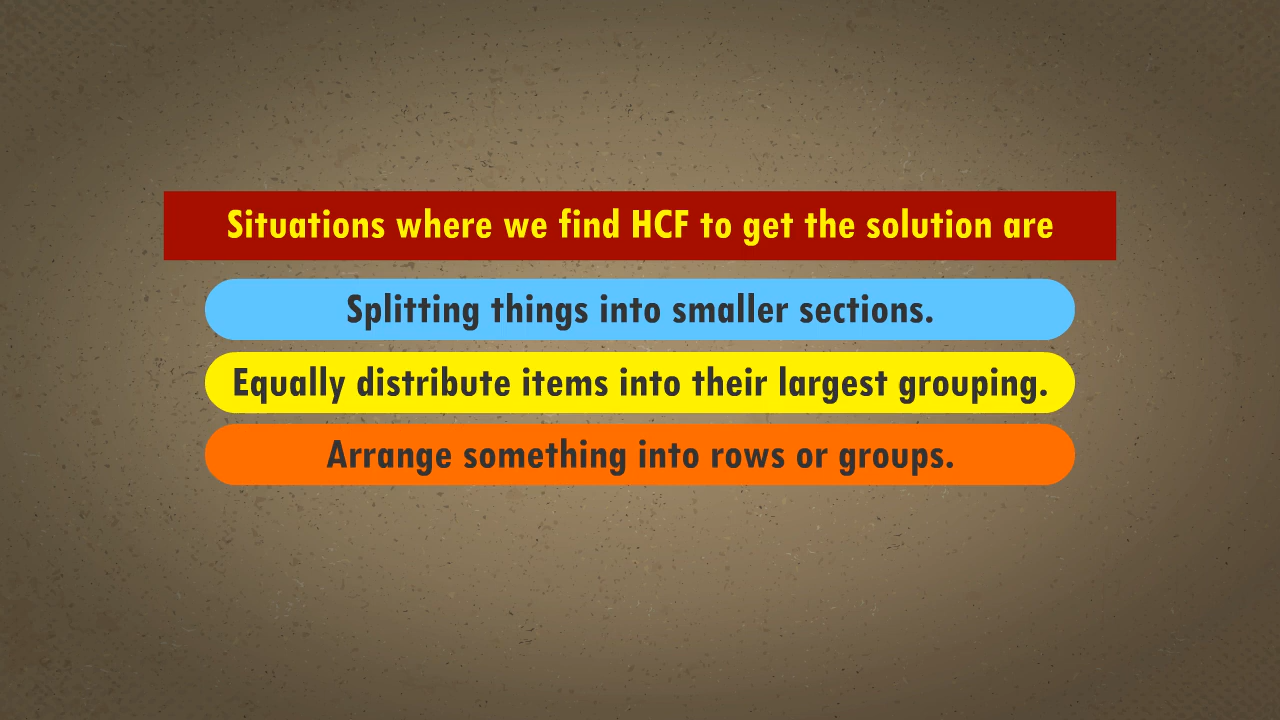 Situations where we find HCF to get the solution are
Splitting things into smaller sections.
Equally distribute items into their largest grouping.
Arrange something into rows or groups.